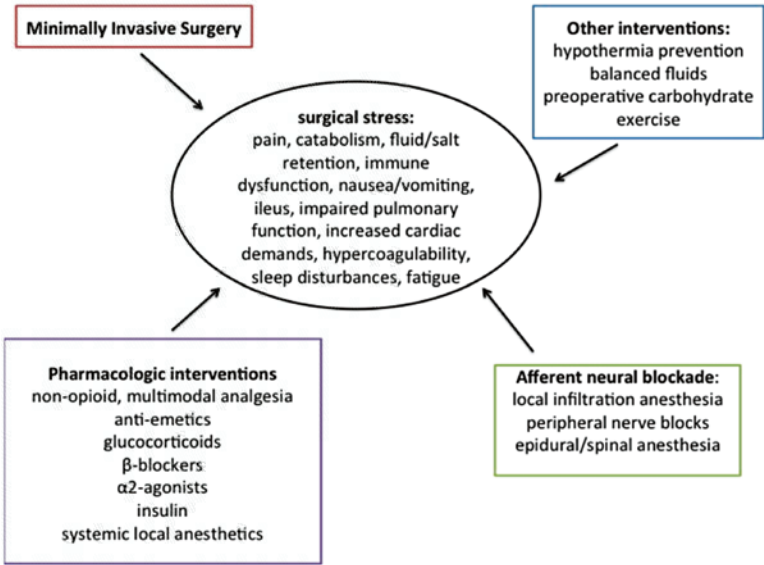 Minimally Invasive Surgery
Other interventions:
hypothermia prevention
balanced fluids
preoperative carbohydrate
exercise
surgical stress:
pain, catabolism, fluid/salt
retention, immune
dysfunction, nausea/vomiting,
ileus, impaired pulmonary
function, increased cardiac
demands, hypercoagulability,
sleep disturbances, fatigue
Pharmacologic interventions
non-opioid, multimodal analgesia
anti-emetics
glucocorticoids
β-blockers
α2-agonists
insulin
systemic local anesthetics
Afferent neural blockade:
local infiltration anesthesia
peripheral nerve blocks
epidural/spinal anesthesia